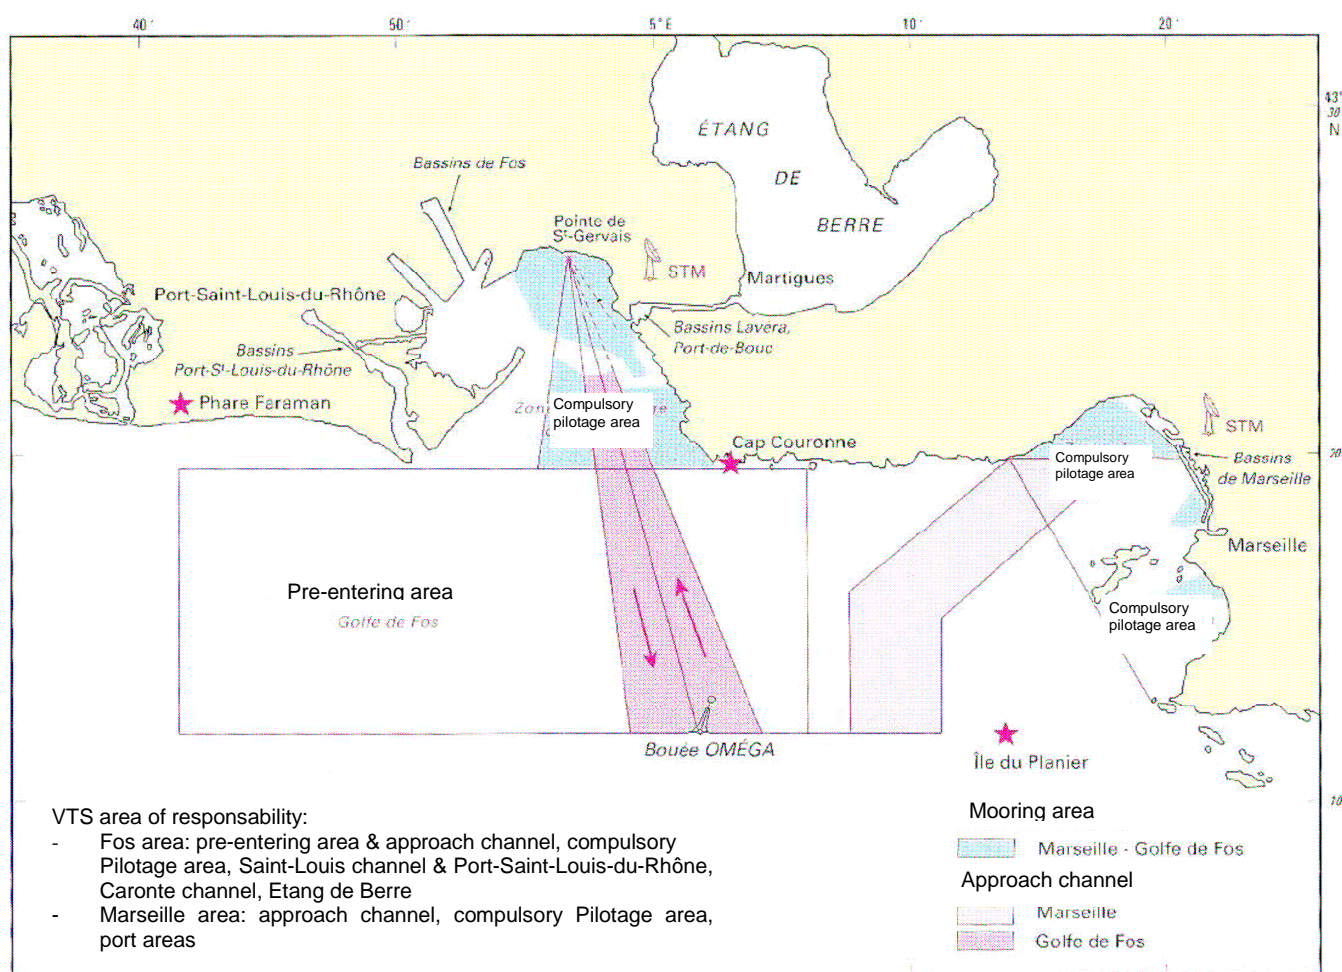 40'
50'
5°E
10'
20'
43°
30
N
ÉTANG
DE
BERRE
Bassins de Fos
Pointe de
St-Gervais
STM
Martigues
Port-Saint-Louis-du-Rhône
Bassins
Port-St-Louis-du-Rhône
Bassins Lavera,
Port-de-Bouc
Phare Faraman
Compulsory
pilotage area
Cap Couronne
STM
20
Compulsory
pilotage area
Bassins
de Marseille
Marseille
Pre-entering area
Golfe de Fos
Compulsory
pilotage area
Bouée OMÉGA
Île du Planier
10
VTS area of responsability:
- Fos area: pre-entering area & approach channel, compulsory
Pilotage area, Saint-Louis channel & Port-Saint-Louis-du-Rhône,
Caronte channel, Etang de Berre
- Marseille area: approach channel, compulsory Pilotage area,
port areas
Mooring area
Marseille - Golfe de Fos
Approach channel
Marseille
Golfe de Fos